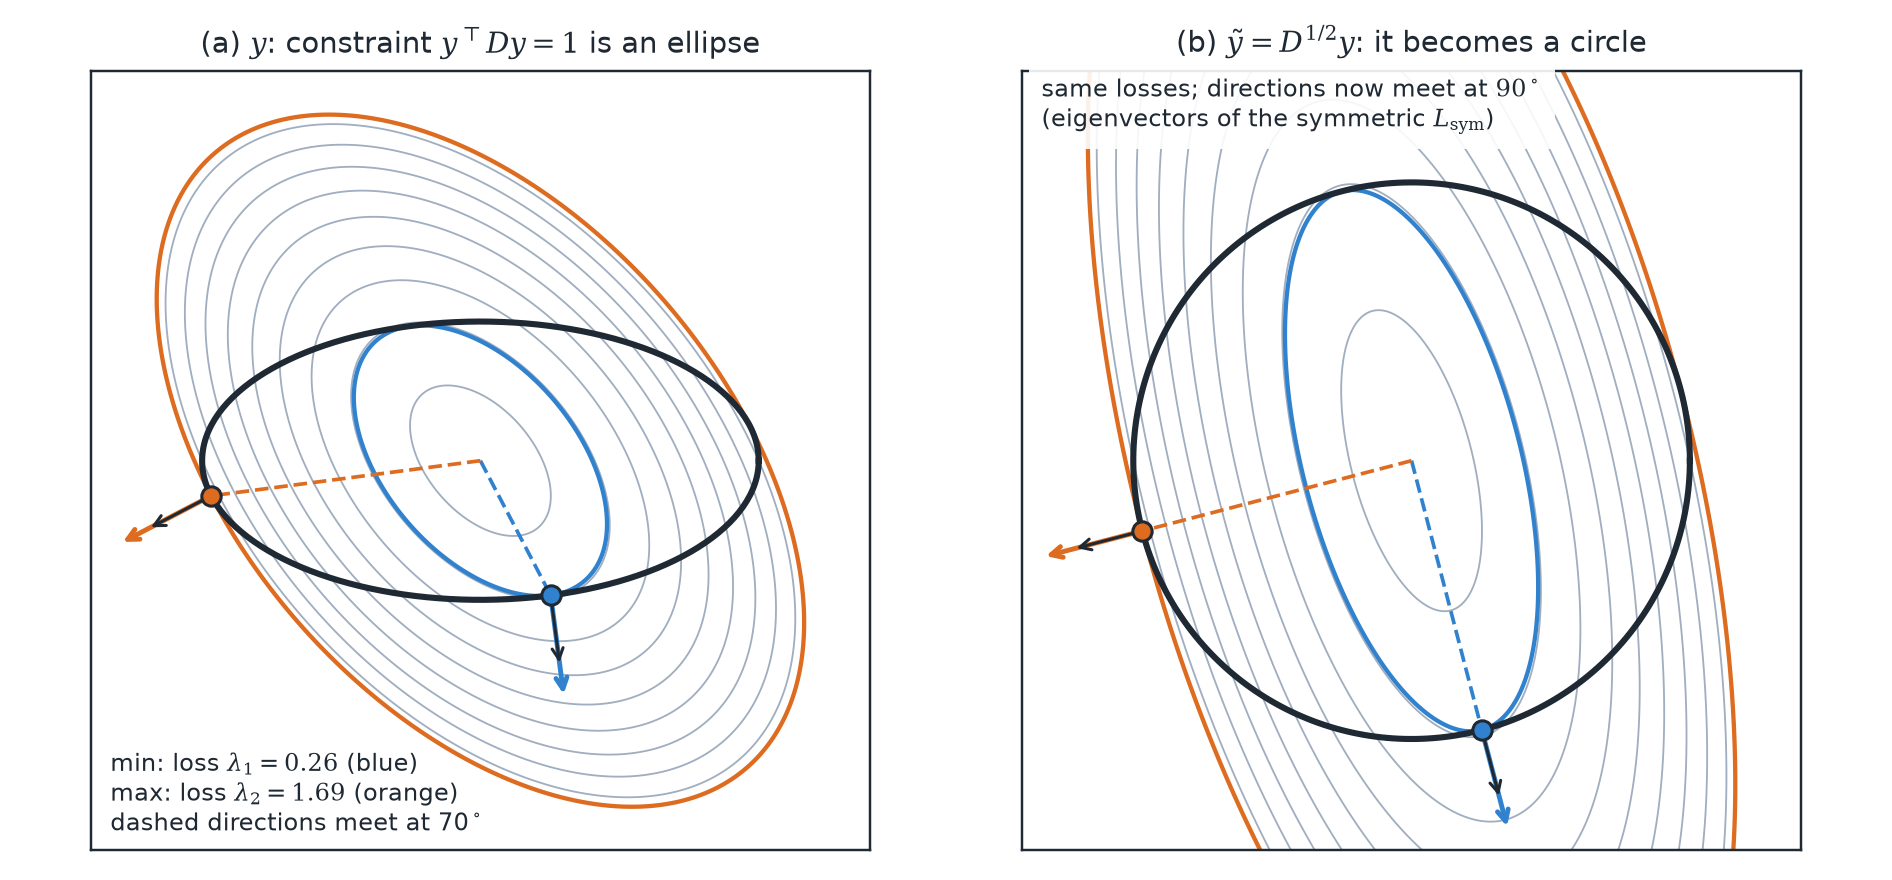 (a) y: constraint y⊤Dy = 1 is an ellipse
min: loss λ₁ = 0.26 (blue)
max: loss λ₂ = 1.69 (orange)
dashed directions meet at 70°
(b) ỹ = D^{1/2}y: it becomes a circle
same losses; directions now meet at 90°
(eigenvectors of the symmetric L_sym)